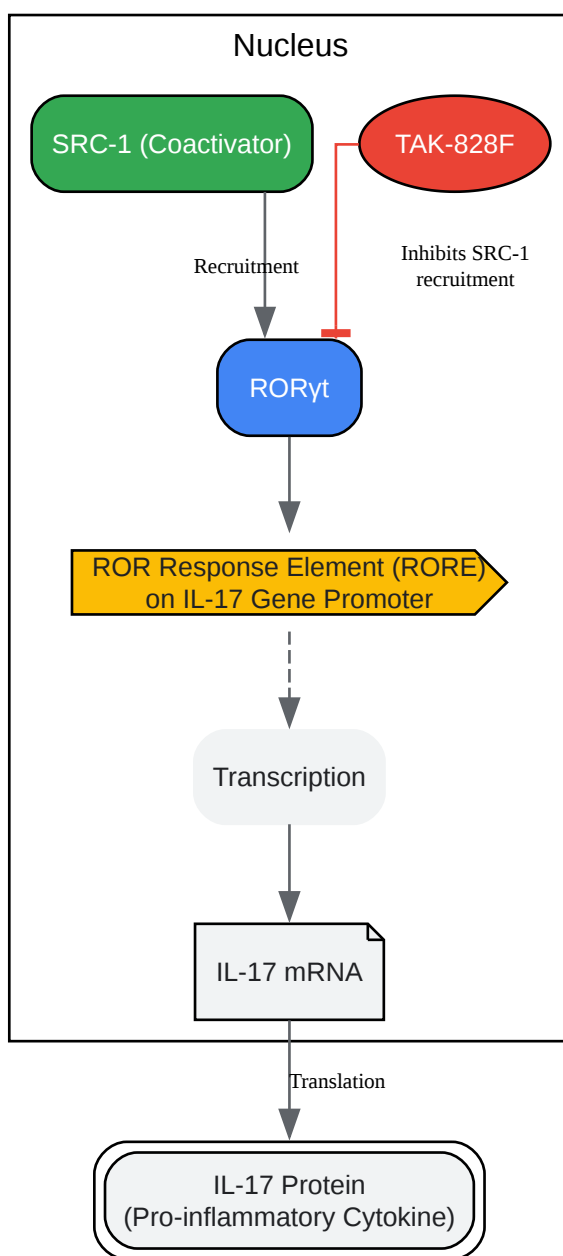 Nucleus
SRC-1 (Coactivator)
TAK-828F
Recruitment
Inhibits SRC-1
recruitment
RORγt
ROR Response Element (RORE)
on IL-17 Gene Promoter
Transcription
IL-17 mRNA
Translation
IL-17 Protein
(Pro-inflammatory Cytokine)